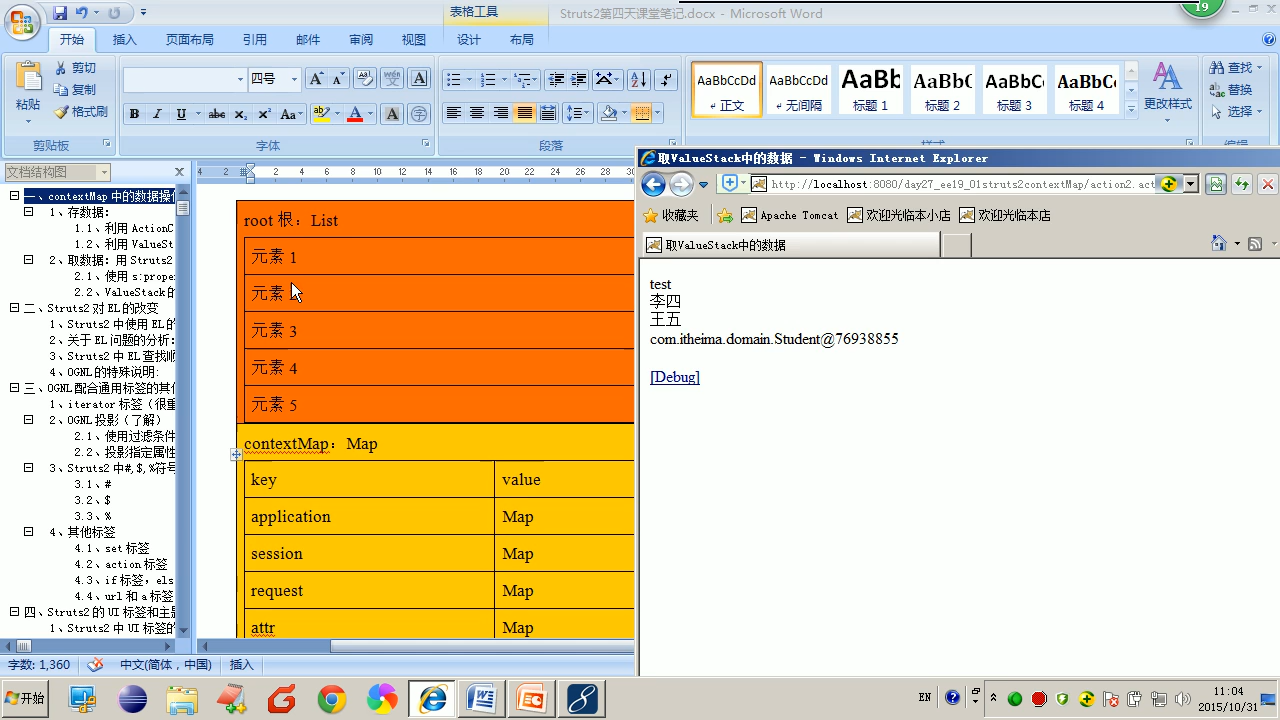 表格工具
Struts2第四天课堂笔记.docx - Microsoft Word
19
开始
插入
页面布局
引用
邮件
审阅
视图
设计
布局
粘贴
剪切
复制
格式刷
剪贴板
四号
字体
段落
AaBbCcDd
正文
AaBbCcDd
无间隔
AaBb
标题 1
AaBbC
标题 2
AaBbC
标题 3
AaBbC
标题 4
更改样式
查找
替换
选择
文档结构图
一、contextMap 中的数据操
1、存数据:
1.1、利用 ActionC
1.2、利用 ValueSt
2、取数据：用 Struts2
2.1、使用 s:prope
2.2、ValueStack的
二、Struts2 对 EL 的改变
1、Struts2 中使用 EL的
2、关于 EL 问题的分析:
3、Struts2 中 EL 查找顺
4、OGNL 的特殊说明:
三、OGNL 配合通用标签的其
1、iterator 标签（很重
2、OGNL 投影（了解）
2.1、使用过滤条件
2.2、投影指定属性
3、Struts2 中#,$,%符号
3.1、#
3.2、$
3.3、%
4、其他标签
4.1、set 标签
4.2、action 标签
4.3、if 标签，els
4.4、url 和 a 标签
四、Struts2 的 UI 标签和主题
1、Struts2 中 UI 标签的
root 根：List
元素 1
元素
元素 3
元素 4
元素 5
contextMap：Map
key value
application Map
session Map
request Map
attr Map
取ValueStack中的数据 - Windows Internet Explorer
http://localhost:8080/day27_ee19_01struts2contextMap/action2.act
收藏夹
Apache Tomcat
欢迎光临本小店
欢迎光临本店
取ValueStack中的数据
test
李四
王五
com.itheima.domain.Student@76938855
[Debug]
字数: 1,360
中文(简体，中国)
插入
开始
EN
11:04
2015/10/31